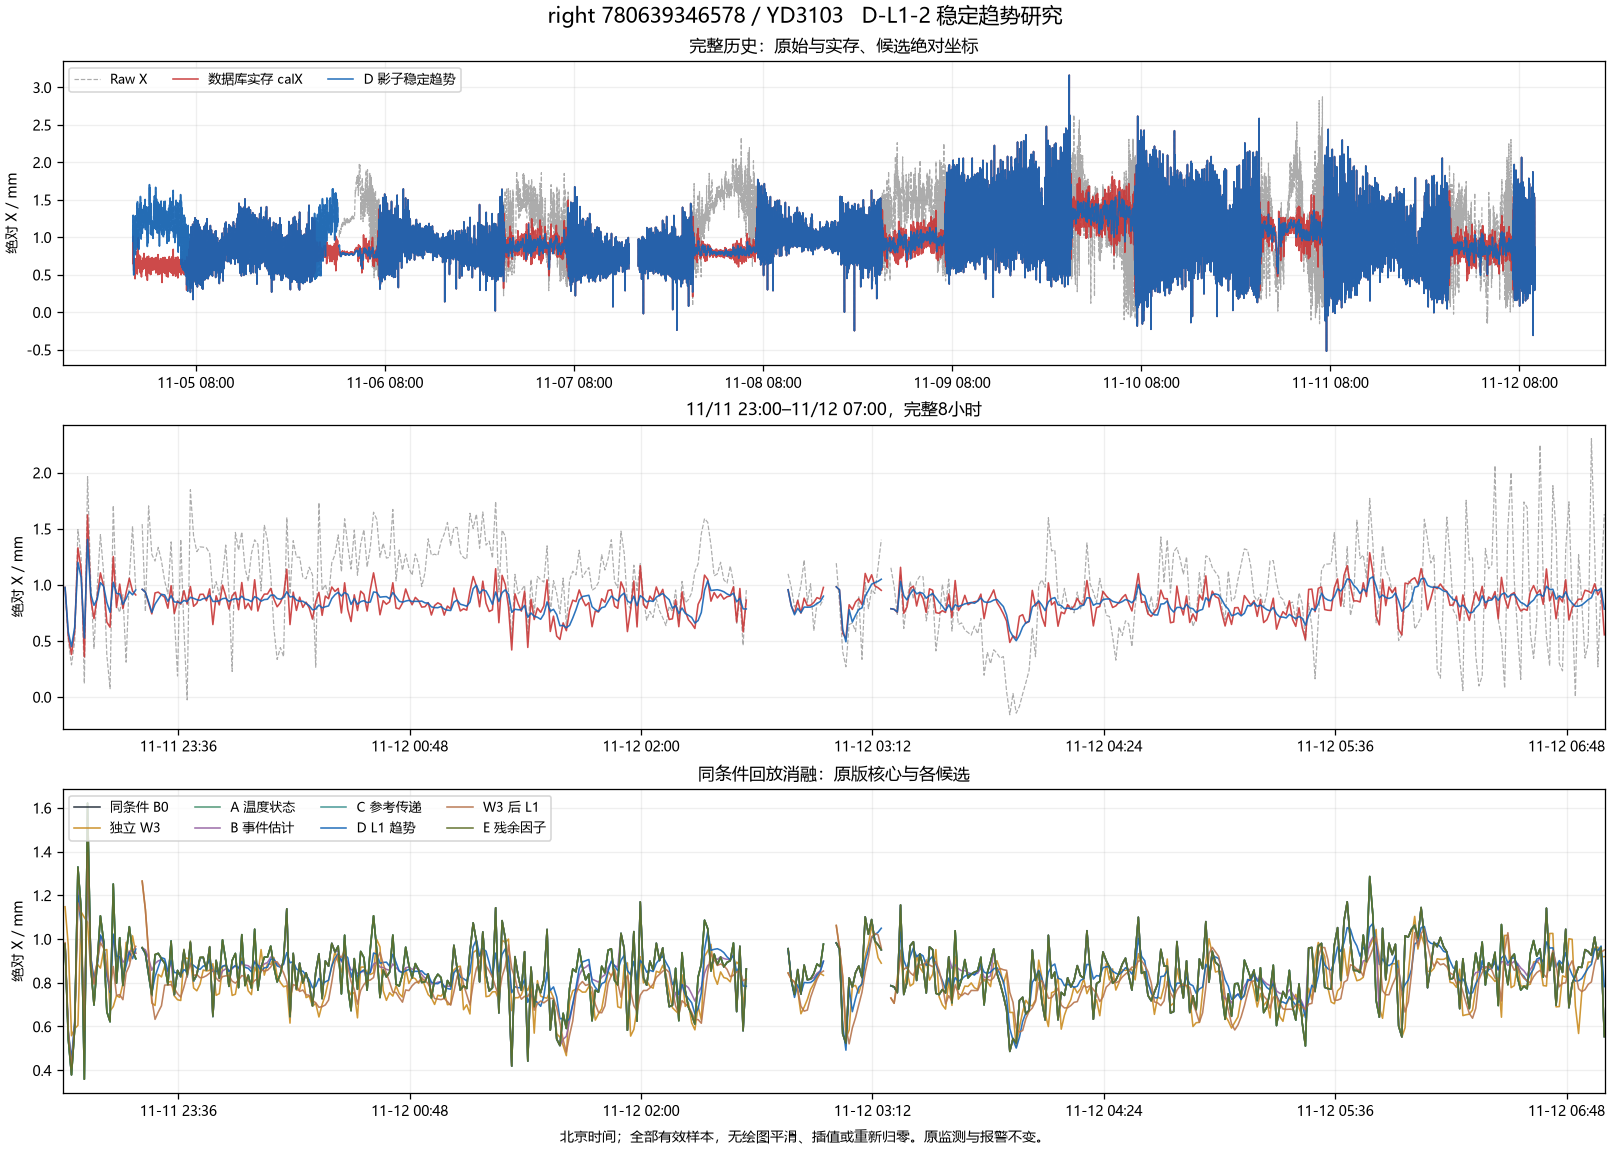 right 780639346578 / YD3103   D-L1-2 稳定趋势研究
完整历史：原始与实存、候选绝对坐标
Raw X
数据库实存 calX
D 影子稳定趋势
绝对 X / mm
3.0
2.5
2.0
1.5
1.0
0.5
0.0
-0.5
11-05 08:00
11-06 08:00
11-07 08:00
11-08 08:00
11-09 08:00
11-10 08:00
11-11 08:00
11-12 08:00
11/11 23:00–11/12 07:00，完整8小时
绝对 X / mm
2.0
1.5
1.0
0.5
0.0
11-11 23:36
11-12 00:48
11-12 02:00
11-12 03:12
11-12 04:24
11-12 05:36
11-12 06:48
同条件回放消融：原版核心与各候选
同条件 B0
A 温度状态
C 参考传递
W3 后 L1
独立 W3
B 事件估计
D L1 趋势
E 残余因子
绝对 X / mm
1.6
1.4
1.2
1.0
0.8
0.6
0.4
11-11 23:36
11-12 00:48
11-12 02:00
11-12 03:12
11-12 04:24
11-12 05:36
11-12 06:48
北京时间；全部有效样本，无绘图平滑、插值或重新归零。原监测与报警不变。